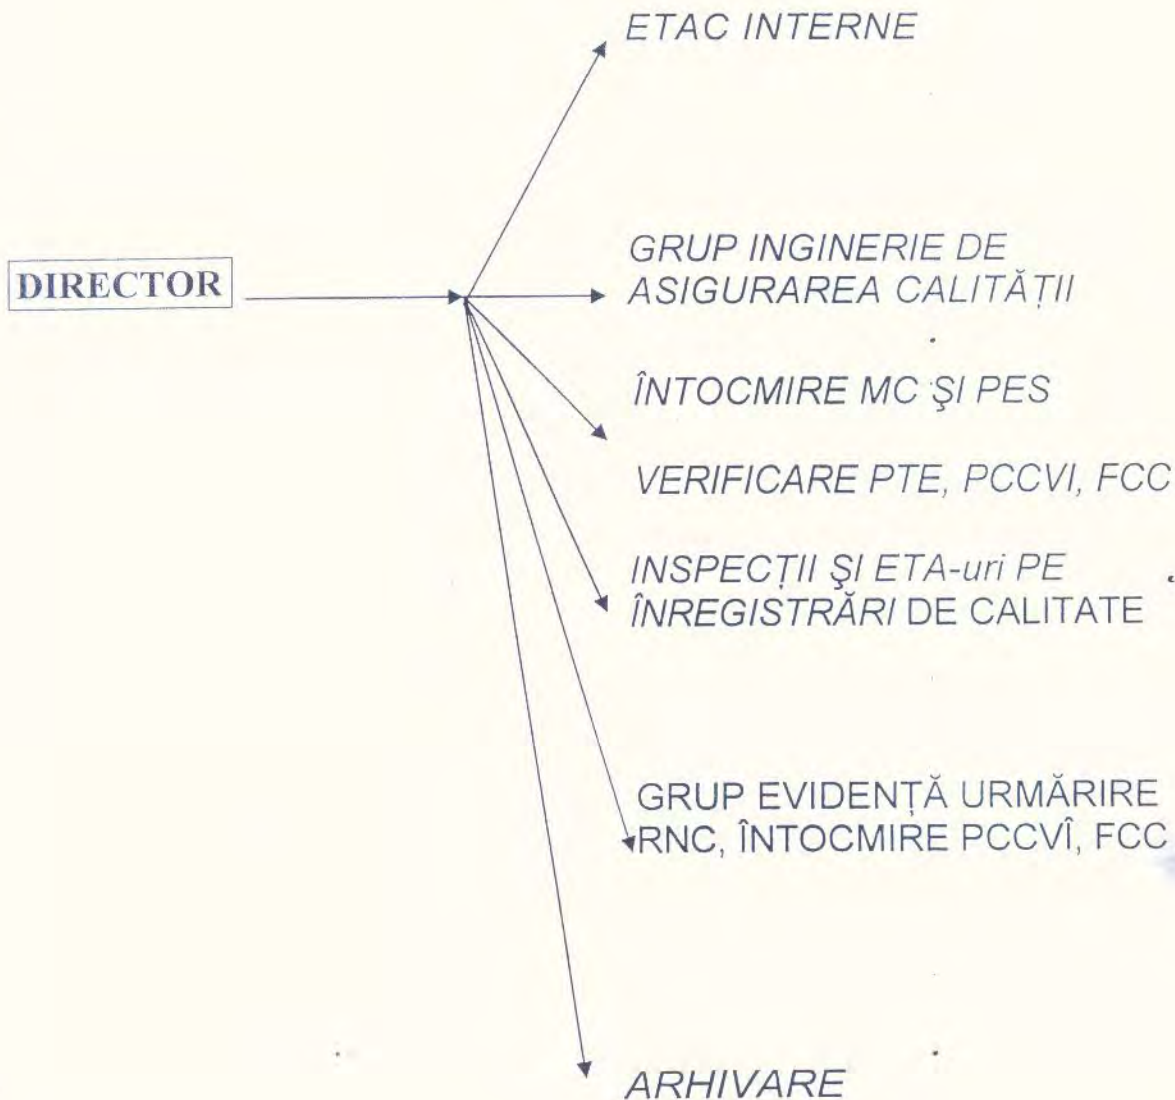 ETAC INTERNE
DIRECTOR
GRUP INGINERIE DE
ASIGURAREA CALITĂȚII
ÎNTOCMIRE MC ŞI PES
VERIFICARE PTE, PCCVI, FCC
INSPECȚII ŞI ETA-uri PE
ÎNREGISTRĂRI DE CALITATE
GRUP EVIDENȚĂ URMĂRIRE
RNC, ÎNTOCMIRE PCCVÎ, FCC
ARHIVARE